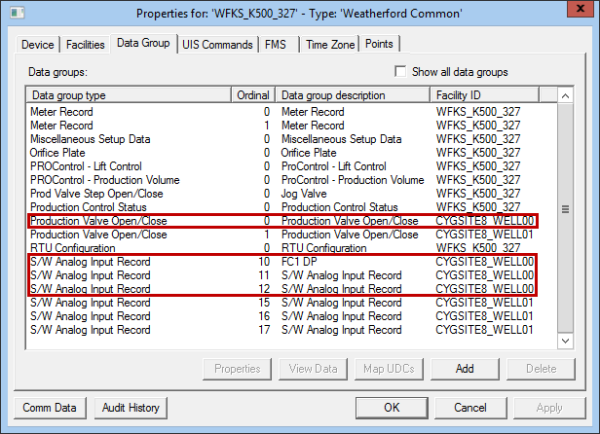 Properties for: 'WFKS_K500_327' - Type: 'Weatherford Common'
Device Facilities Data Group UIS Commands FMS Time Zone Points
Data groups: Show all data groups
Data group type Ordinal Data group description Facility ID
Meter Record 0 Meter Record WFKS_K500_327
Meter Record 1 Meter Record WFKS_K500_327
Miscellaneous Setup Data 0 Miscellaneous Setup Data WFKS_K500_327
Orifice Plate 0 Orifice Plate WFKS_K500_327
PROControl - Lift Control 0 ProControl - Lift Control WFKS_K500_327
PROControl - Production Volume 0 ProControl - Production Volume WFKS_K500_327
Prod Valve Step Open/Close 0 Jog Valve WFKS_K500_327
Production Control Status 0 Production Control Status WFKS_K500_327
Production Valve Open/Close 0 Production Valve Open/Close CYGSITE8_WELL00
Production Valve Open/Close 1 Production Valve Open/Close CYGSITE8_WELL01
RTU Configuration 0 RTU Configuration WFKS_K500_327
S/W Analog Input Record 10 FC1 DP CYGSITE8_WELL00
S/W Analog Input Record 11 S/W Analog Input Record CYGSITE8_WELL00
S/W Analog Input Record 12 S/W Analog Input Record CYGSITE8_WELL00
S/W Analog Input Record 15 S/W Analog Input Record CYGSITE8_WELL01
S/W Analog Input Record 16 S/W Analog Input Record CYGSITE8_WELL01
S/W Analog Input Record 17 S/W Analog Input Record CYGSITE8_WELL01
Properties View Data Map UDCs Add Delete
Comm Data Audit History OK Cancel Apply